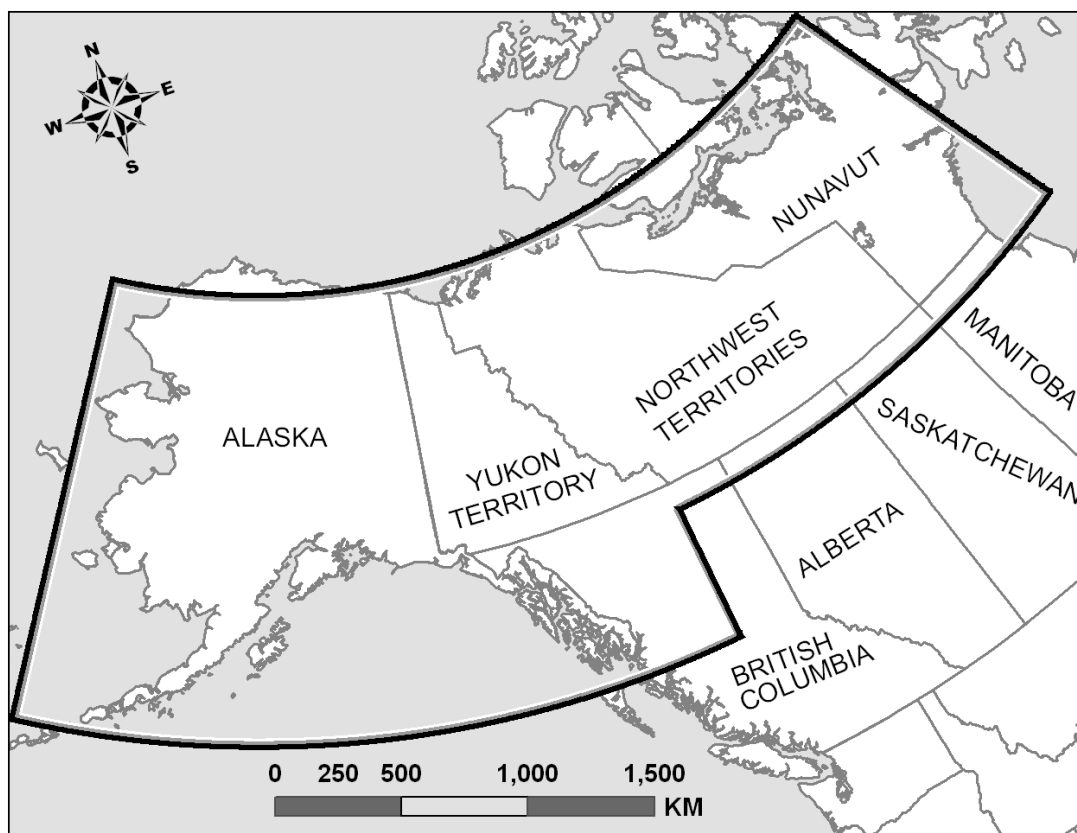 N
E
W
S
NUNAVUT
MANITOBA
NORTHWEST
TERRITORIES
SASKATCHEWAN
ALASKA
YUKON
TERRITORY
ALBERTA
BRITISH
COLUMBIA
0 250 500 1,000 1,500
KM